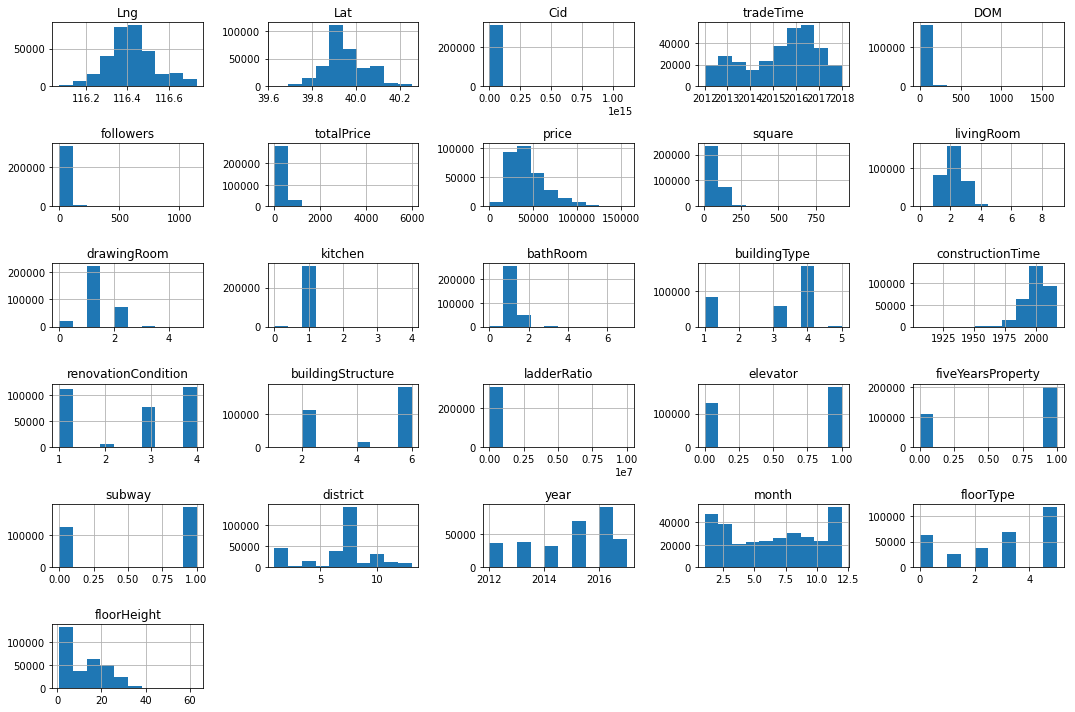 Lng Lat Cid tradeTime DOM
50000 0 116.2 116.4 116.6
100000 50000 0 39.6 39.8 40.0 40.2
200000 0 0.00 0.25 0.50 0.75 1.00 1e15
40000 20000 0 2012 2013 2014 2015 2016 2017 2018
100000 0 0 500 1000 1500
followers totalPrice price square livingRoom
200000 0 0 500 1000
200000 100000 0 0 2000 4000 6000
100000 50000 0 0 50000 100000 150000
200000 100000 0 0 250 500 750
100000 0 0 2 4 6 8
drawingRoom kitchen bathRoom buildingType constructionTime
200000 100000 0 0 2 4
200000 0 0 1 2 3 4
200000 100000 0 0 2 4 6
100000 0 1 2 3 4 5
100000 50000 0 1925 1950 1975 2000
renovationCondition buildingStructure ladderRatio elevator fiveYearsProperty
100000 50000 0 1 2 3 4
100000 0 2 4 6
200000 0 0.00 0.25 0.50 0.75 1.00 1e7
100000 0 0.00 0.25 0.50 0.75 1.00
200000 100000 0 0.00 0.25 0.50 0.75 1.00
subway district year month floorType
100000 0 0.00 0.25 0.50 0.75 1.00
100000 50000 0 5 10
50000 0 2012 2014 2016
40000 20000 0 2.5 5.0 7.5 10.0 12.5
100000 50000 0 0 2 4
floorHeight
100000 50000 0 0 20 40 60